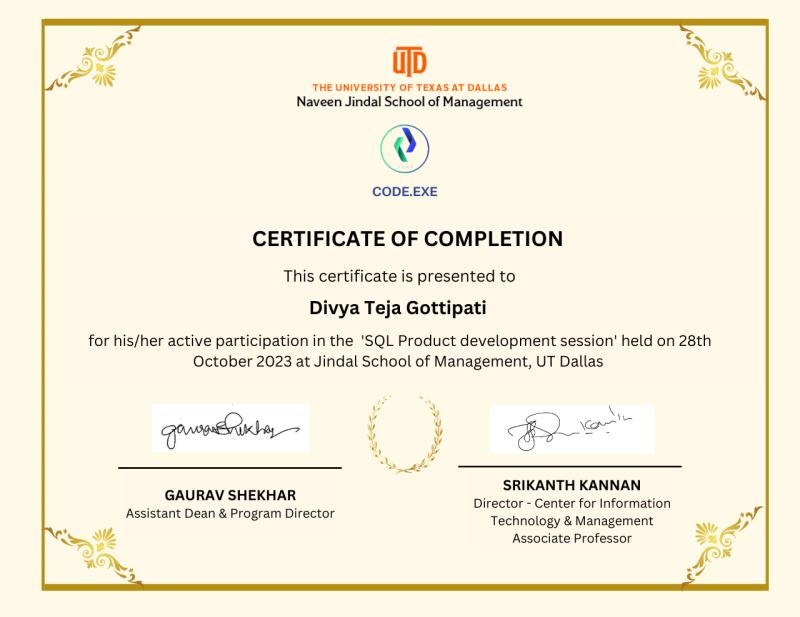 UTD
THE UNIVERSITY OF TEXAS AT DALLAS
Naveen Jindal School of Management
CODE.EXE
CERTIFICATE OF COMPLETION
This certificate is presented to
Divya Teja Gottipati
for his/her active participation in the 'SQL Product development session' held on 28th
October 2023 at Jindal School of Management, UT Dallas
gauravShekhar
Kannan
GAURAV SHEKHAR
Assistant Dean & Program Director
SRIKANTH KANNAN
Director - Center for Information
Technology & Management
Associate Professor